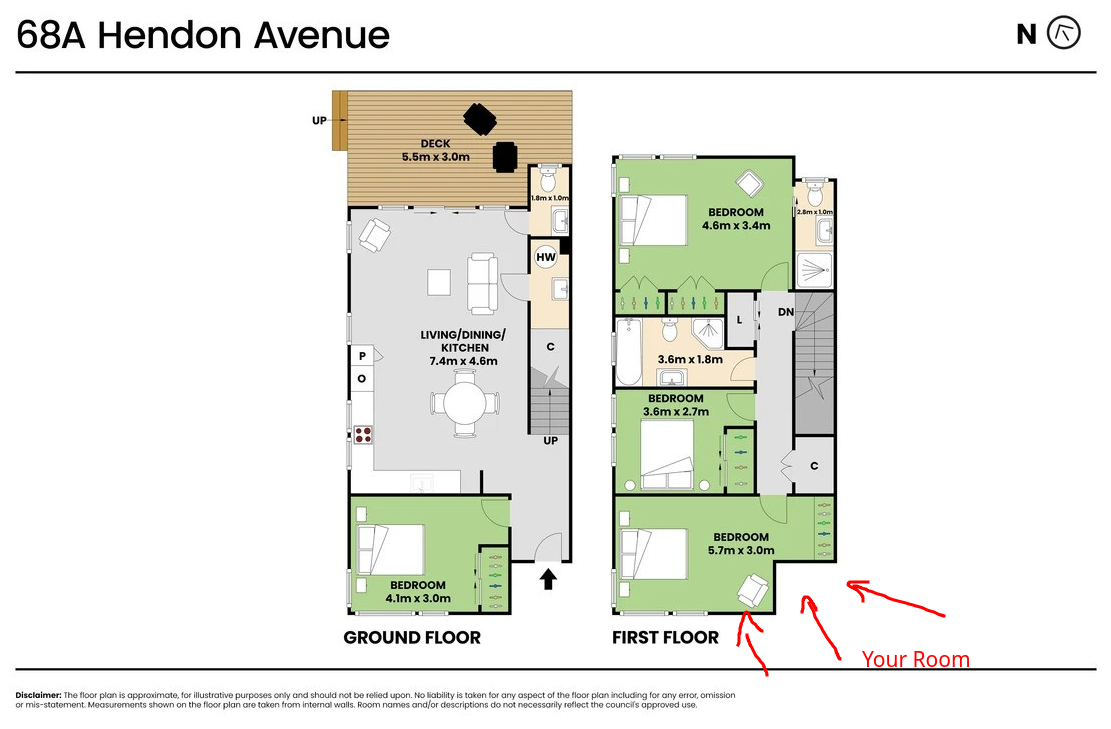 68A Hendon Avenue
N
UP
DECK
5.5m x 3.0m
1.8m x 1.0m
HW
LIVING/DINING/
KITCHEN
7.4m x 4.6m
P
O
C
UP
BEDROOM
4.1m x 3.0m
GROUND FLOOR
BEDROOM
4.6m x 3.4m
2.8m x 1.0m
L
DN
3.6m x 1.8m
BEDROOM
3.6m x 2.7m
C
BEDROOM
5.7m x 3.0m
FIRST FLOOR
Your Room
Disclaimer: The floor plan is approximate, for illustrative purposes only and should not be relied upon. No liability is taken for any aspect of the floor plan including for any error, omission
or mis-statement. Measurements shown on the floor plan are taken from internal walls. Room names and/or descriptions do not necessarily reflect the council's approved use.